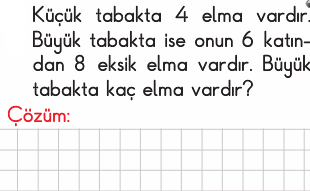 Küçük tabakta 4 elma vardır.
Büyük tabakta ise onun 6 katın-
dan 8 eksik elma vardır. Büyük
tabakta kaç elma vardır?
Çözüm: